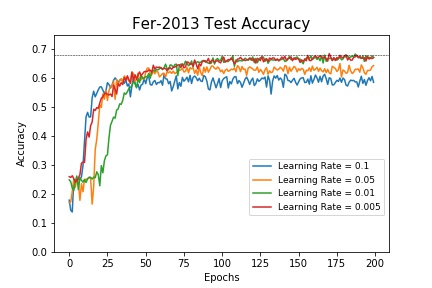 Fer-2013 Test Accuracy
Accuracy
0.7
0.6
0.5
0.4
0.3
0.2
0.1
0.0
Learning Rate = 0.1
Learning Rate = 0.05
Learning Rate = 0.01
Learning Rate = 0.005
0 25 50 75 100 125 150 175 200
Epochs